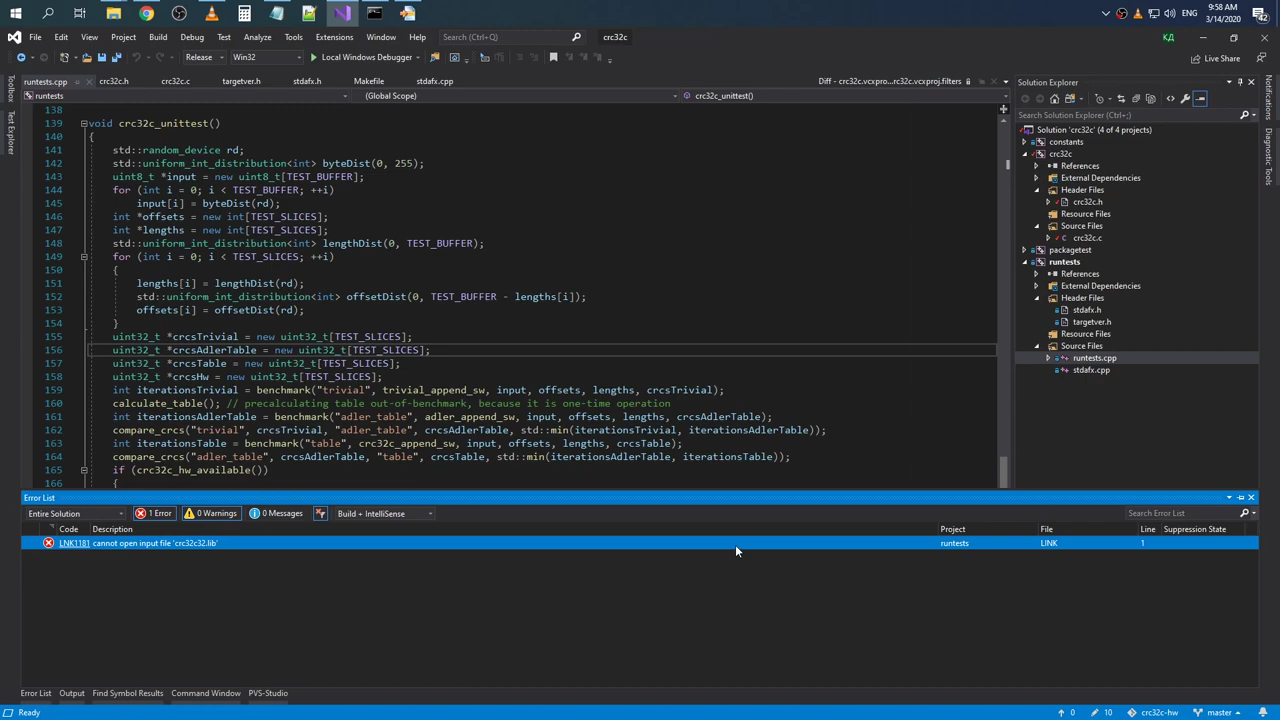 9:58 AM
ENG
3/14/2020
42
File Edit View Project Build Debug Test Analyze Tools Extensions Window Help Search (Ctrl+Q) crc32c
КД
Release Win32 Local Windows Debugger Live Share
runtests.cpp crc32c.h crc32c.c targetver.h stdafx.h Makefile stdafx.cpp Diff - crc32c.vcxpro...rc32c.vcxproj.filters
runtests (Global Scope) crc32c_unittest()
138
139 void crc32c_unittest()
140 {
141 std::random_device rd;
142 std::uniform_int_distribution<int> byteDist(0, 255);
143 uint8_t *input = new uint8_t[TEST_BUFFER];
144 for (int i = 0; i < TEST_BUFFER; ++i)
145 input[i] = byteDist(rd);
146 int *offsets = new int[TEST_SLICES];
147 int *lengths = new int[TEST_SLICES];
148 std::uniform_int_distribution<int> lengthDist(0, TEST_BUFFER);
149 for (int i = 0; i < TEST_SLICES; ++i)
150 {
151 lengths[i] = lengthDist(rd);
152 std::uniform_int_distribution<int> offsetDist(0, TEST_BUFFER - lengths[i]);
153 offsets[i] = offsetDist(rd);
154 }
155 uint32_t *crcsTrivial = new uint32_t[TEST_SLICES];
156 uint32_t *crcsAdlerTable = new uint32_t[TEST_SLICES];
157 uint32_t *crcsTable = new uint32_t[TEST_SLICES];
158 uint32_t *crcsHw = new uint32_t[TEST_SLICES];
159 int iterationsTrivial = benchmark("trivial", trivial_append_sw, input, offsets, lengths, crcsTrivial);
160 calculate_table(); // precalculating table out-of-benchmark, because it is one-time operation
161 int iterationsAdlerTable = benchmark("adler_table", adler_append_sw, input, offsets, lengths, crcsAdlerTable);
162 compare_crcs("trivial", crcsTrivial, "adler_table", crcsAdlerTable, std::min(iterationsTrivial, iterationsAdlerTable));
163 int iterationsTable = benchmark("table", crc32c_append_sw, input, offsets, lengths, crcsTable);
164 compare_crcs("adler_table", crcsAdlerTable, "table", crcsTable, std::min(iterationsAdlerTable, iterationsTable));
165 if (crc32c_hw_available())
166 {
Toolbox
Test Explorer
Solution Explorer
Search Solution Explorer (Ctrl+;)
Solution 'crc32c' (4 of 4 projects)
constants
crc32c
References
External Dependencies
Header Files
crc32c.h
Resource Files
Source Files
crc32c.c
packagetest
runtests
References
External Dependencies
Header Files
stdafx.h
targetver.h
Resource Files
Source Files
runtests.cpp
stdafx.cpp
Notifications
Diagnostic Tools
Error List
Entire Solution 1 Error 0 Warnings 0 Messages Build + IntelliSense Search Error List
Code Description Project File Line Suppression State
LNK1181 cannot open input file 'crc32c32.lib' runtests LINK 1
Error List Output Find Symbol Results Command Window PVS-Studio
Ready 0 10 crc32c-hw master